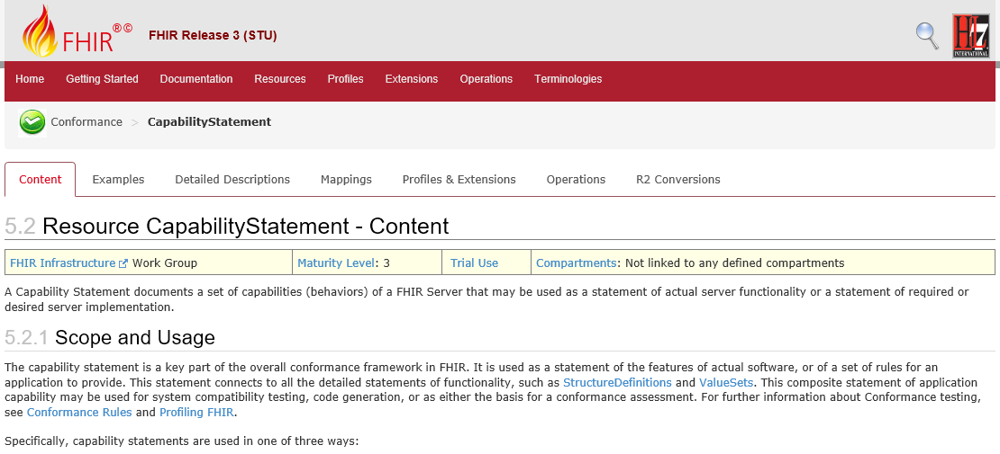 FHIR®© FHIR Release 3 (STU)
HL7 INTERNATIONAL
Home Getting Started Documentation Resources Profiles Extensions Operations Terminologies
Conformance > CapabilityStatement
Content Examples Detailed Descriptions Mappings Profiles & Extensions Operations R2 Conversions
5.2 Resource CapabilityStatement - Content
FHIR Infrastructure Work Group Maturity Level: 3 Trial Use Compartments: Not linked to any defined compartments
A Capability Statement documents a set of capabilities (behaviors) of a FHIR Server that may be used as a statement of actual server functionality or a statement of required or
desired server implementation.
5.2.1 Scope and Usage
The capability statement is a key part of the overall conformance framework in FHIR. It is used as a statement of the features of actual software, or of a set of rules for an
application to provide. This statement connects to all the detailed statements of functionality, such as StructureDefinitions and ValueSets. This composite statement of application
capability may be used for system compatibility testing, code generation, or as either the basis for a conformance assessment. For further information about Conformance testing,
see Conformance Rules and Profiling FHIR.
Specifically, capability statements are used in one of three ways: